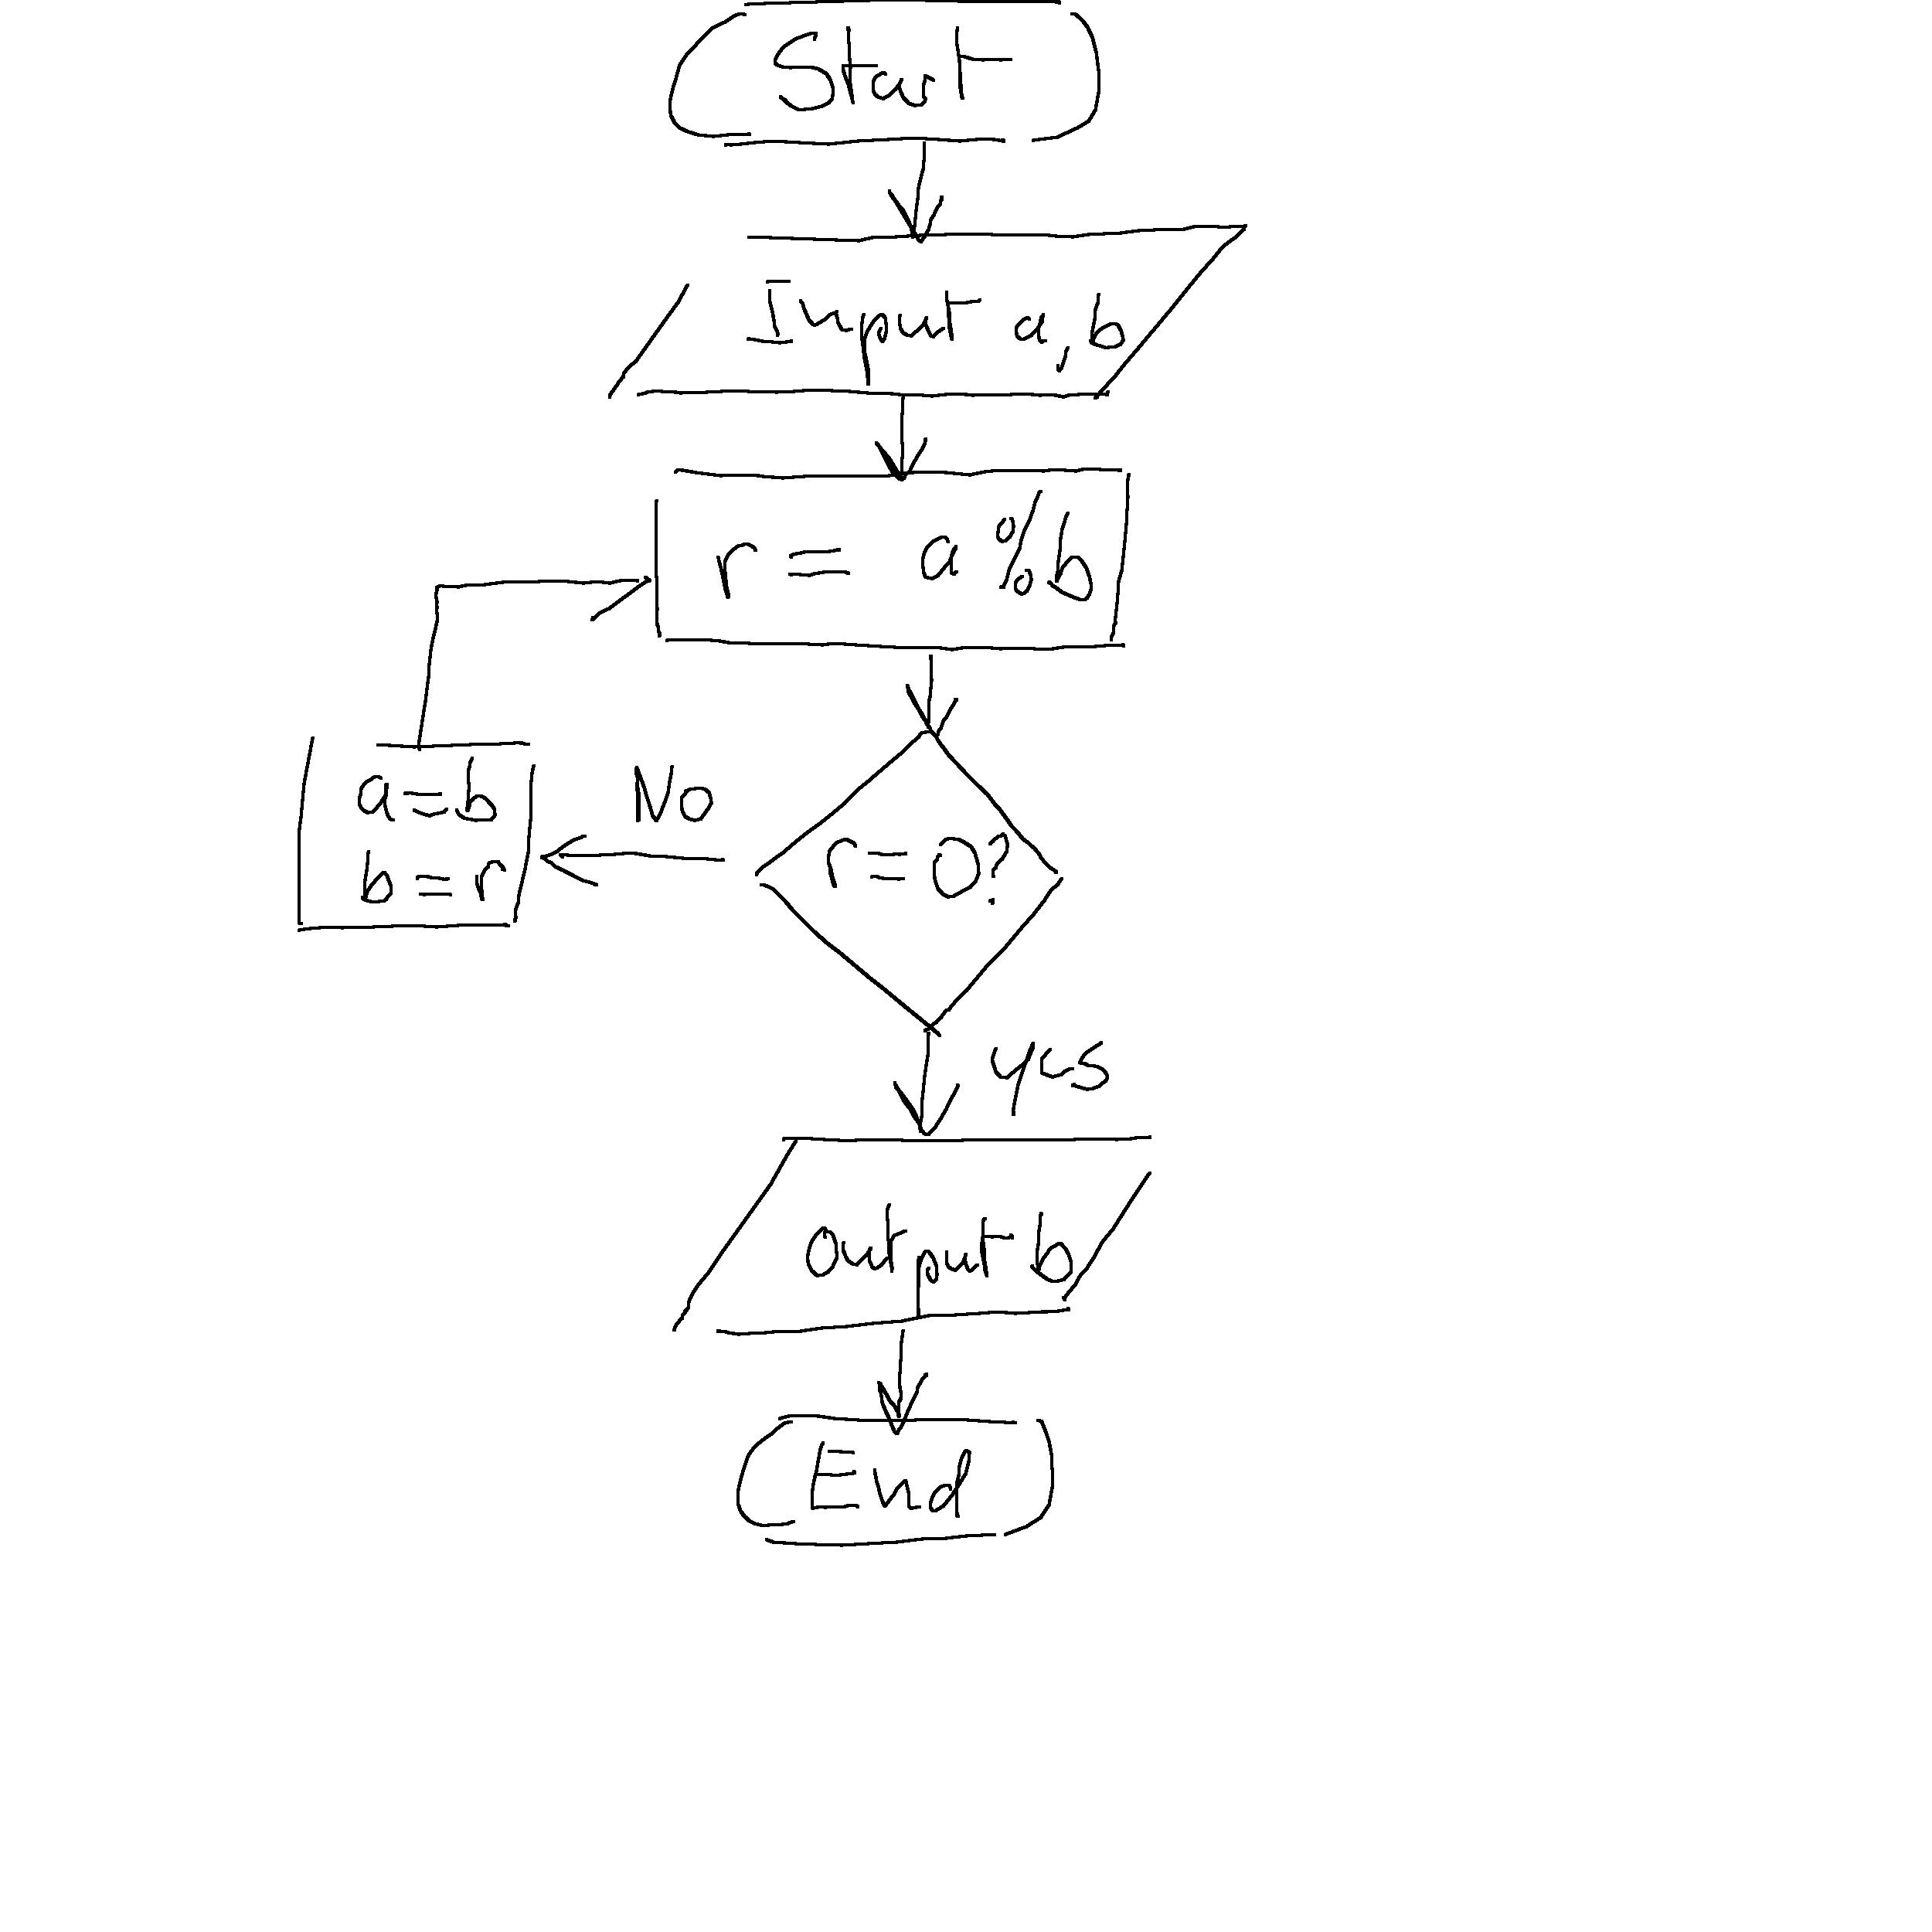 Start
Input a, b
r = a % b
a = b
b = r
No
r = 0?
yes
output b
End